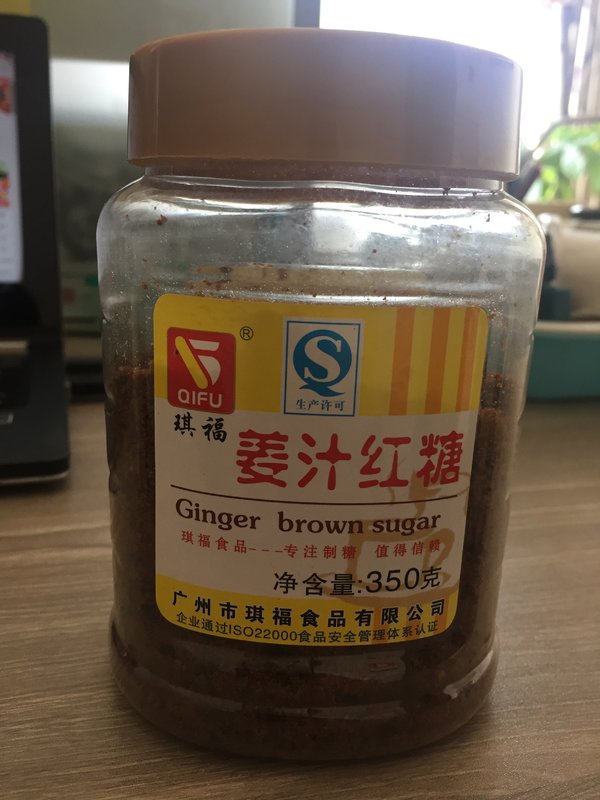 ®
QIFU
生产许可
琪福
姜汁红糖
Ginger brown sugar
琪福食品---专注制糖 值得信赖
净含量:350克
广州市琪福食品有限公司
企业通过ISO22000食品安全管理体系认证